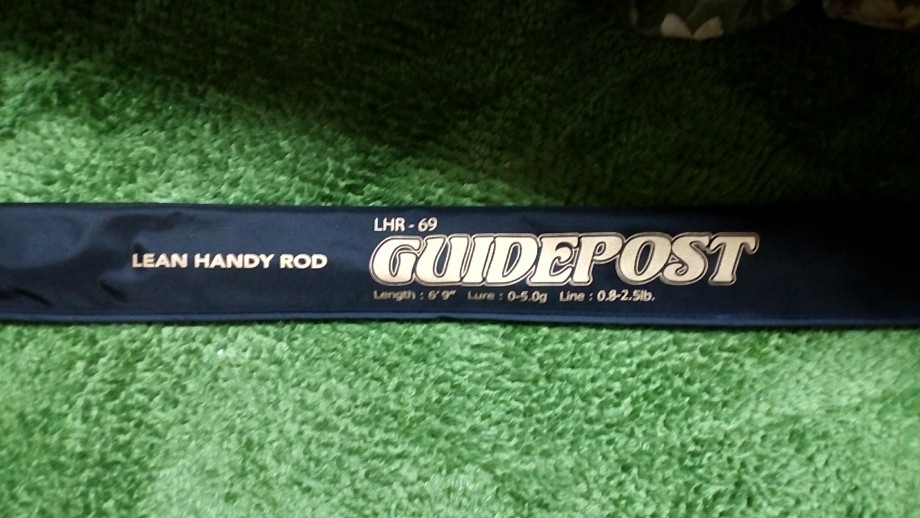 LHR - 69
LEAN HANDY ROD GUIDEPOST
Length : 6'9" Lure : 0-5.0g Line : 0.8-2.5lb.